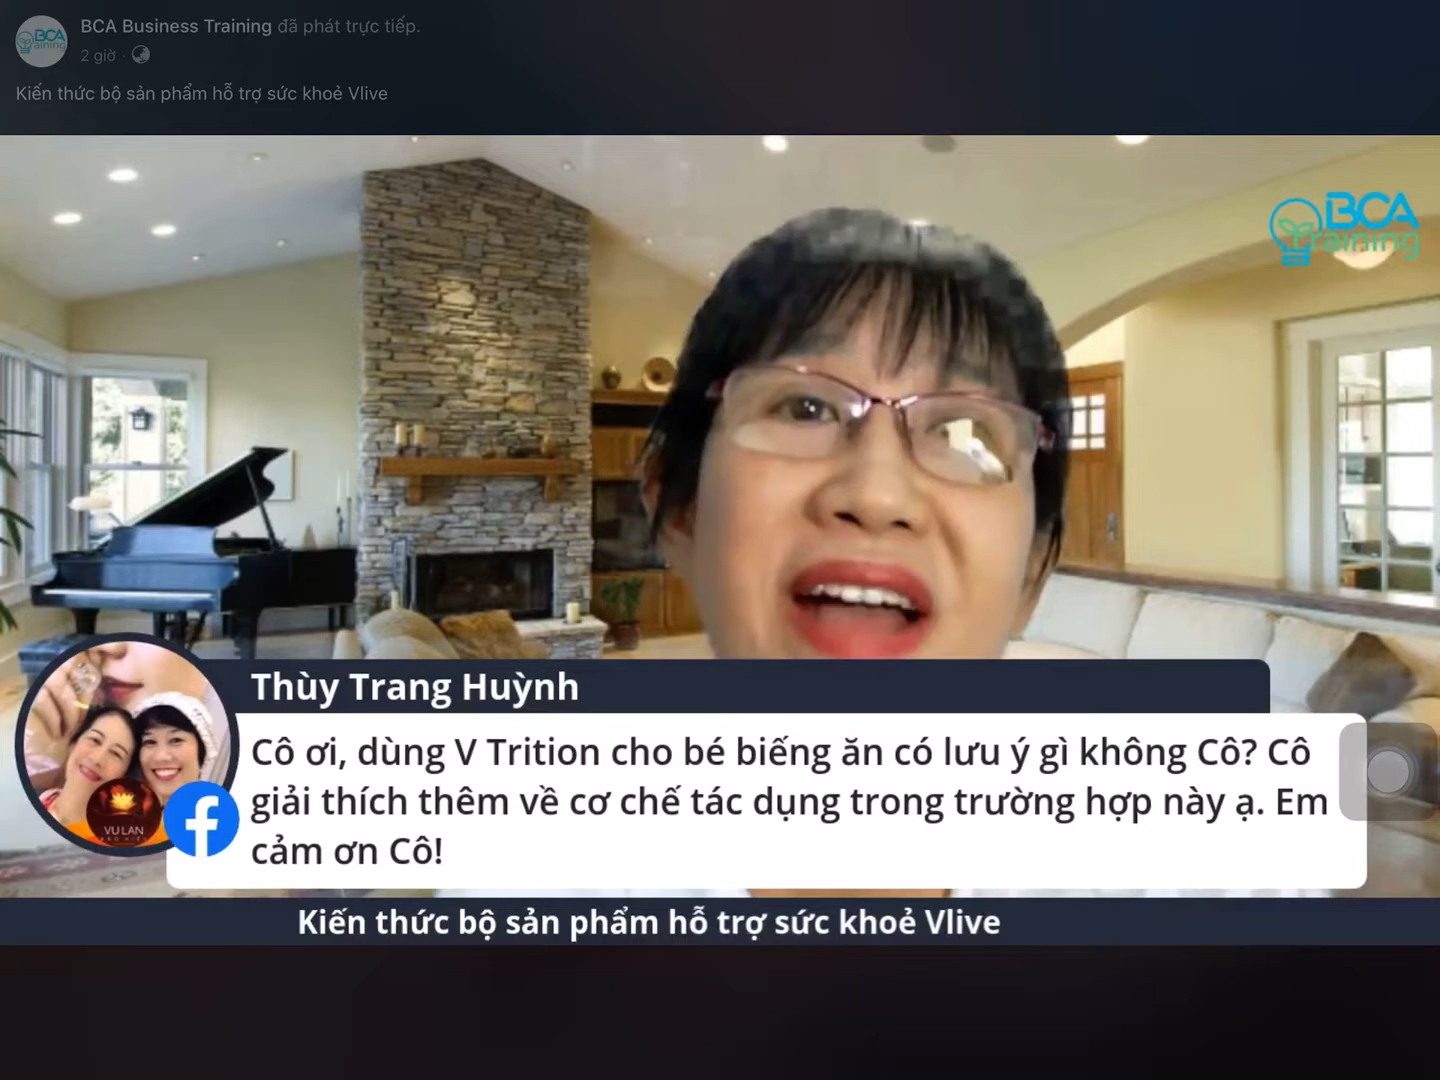 BCA Business Training đã phát trực tiếp.
2 giờ ·
Kiến thức bộ sản phẩm hỗ trợ sức khoẻ Vlive
BCA
Training
BCA
Training
Thùy Trang Huỳnh
Cô ơi, dùng V Trition cho bé biếng ăn có lưu ý gì không Cô? Cô
giải thích thêm về cơ chế tác dụng trong trường hợp này ạ. Em
cảm ơn Cô!
VU LAN
Kiến thức bộ sản phẩm hỗ trợ sức khoẻ Vlive